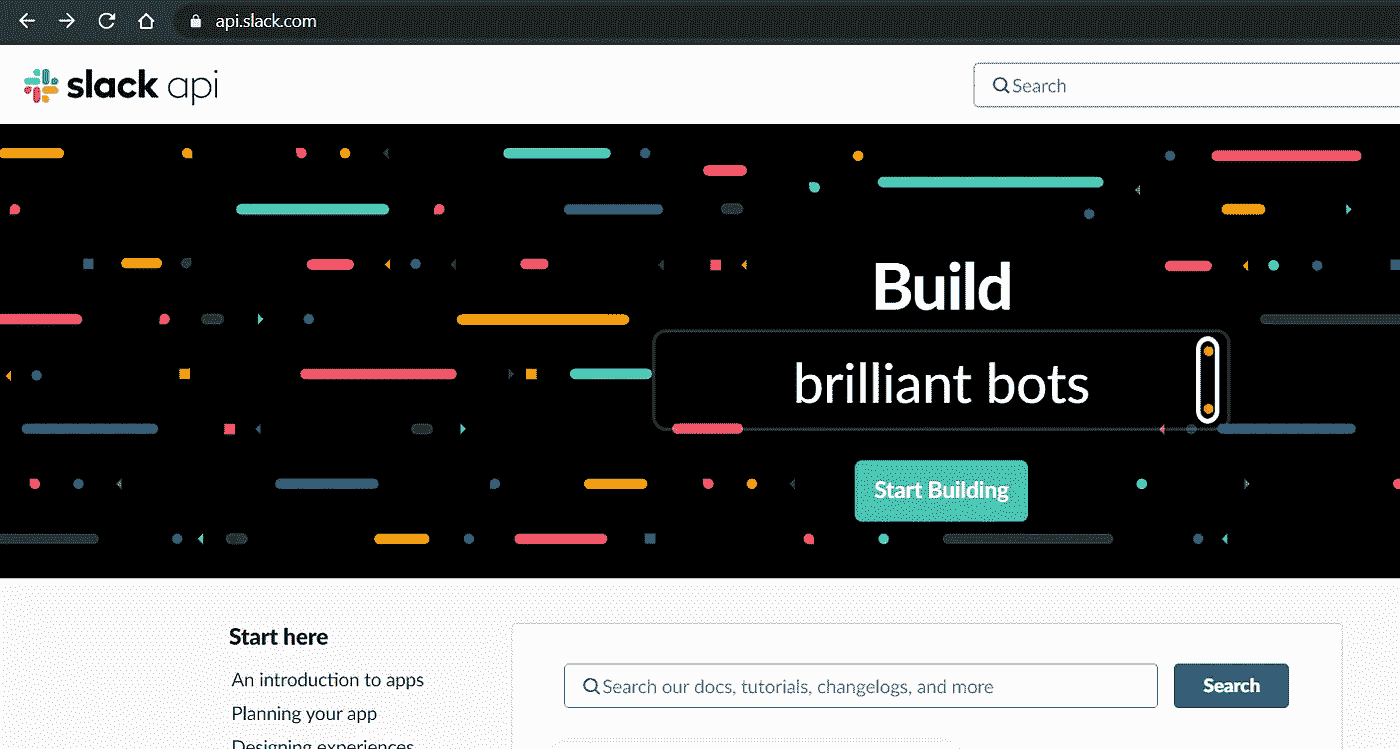 api.slack.com
slack api
Search
Build
brilliant bots
Start Building
Start here
An introduction to apps
Planning your app
Designing experiences
Search our docs, tutorials, changelogs, and more
Search